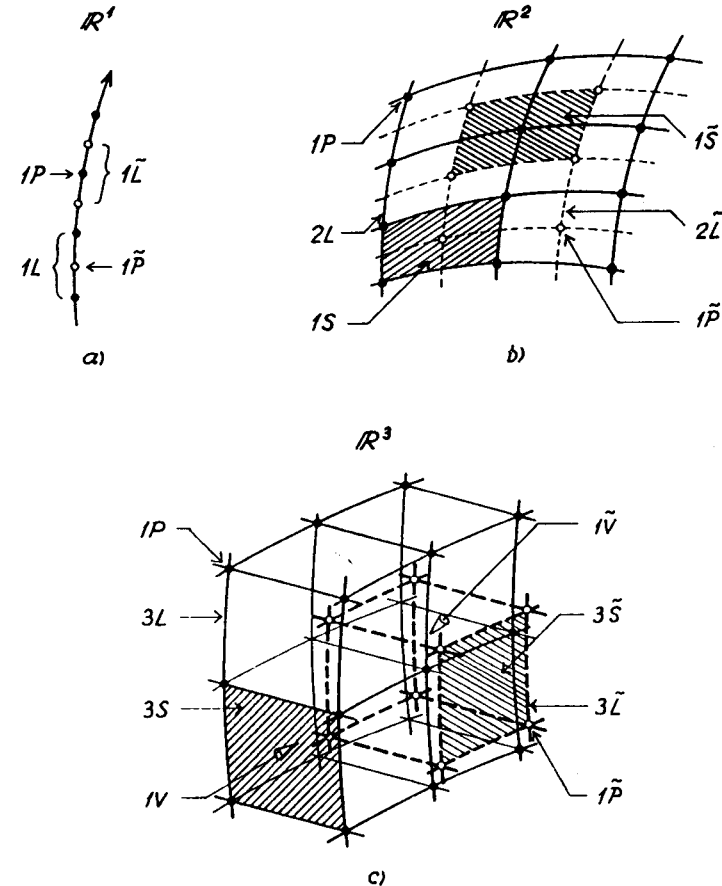 ℝ¹
1P
1L̃
1L
1P̃
a)
ℝ²
1P
1S̃
2L
2L̃
1S
1P̃
b)
ℝ³
1P
1Ṽ
3L
3S̃
3S
3L̃
1V
1P̃
c)